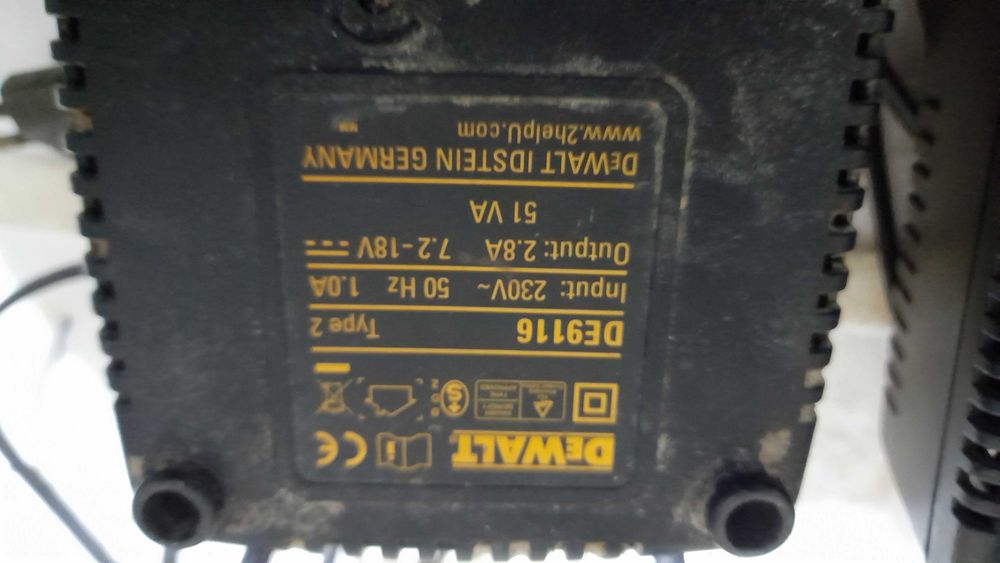 DEWALT
DE9116 Type 2
Input: 230V~ 50 Hz 1.0A
Output: 2.8A 7.2-18V
51 VA
DEWALT IDSTEIN GERMANY
www.2helpU.com